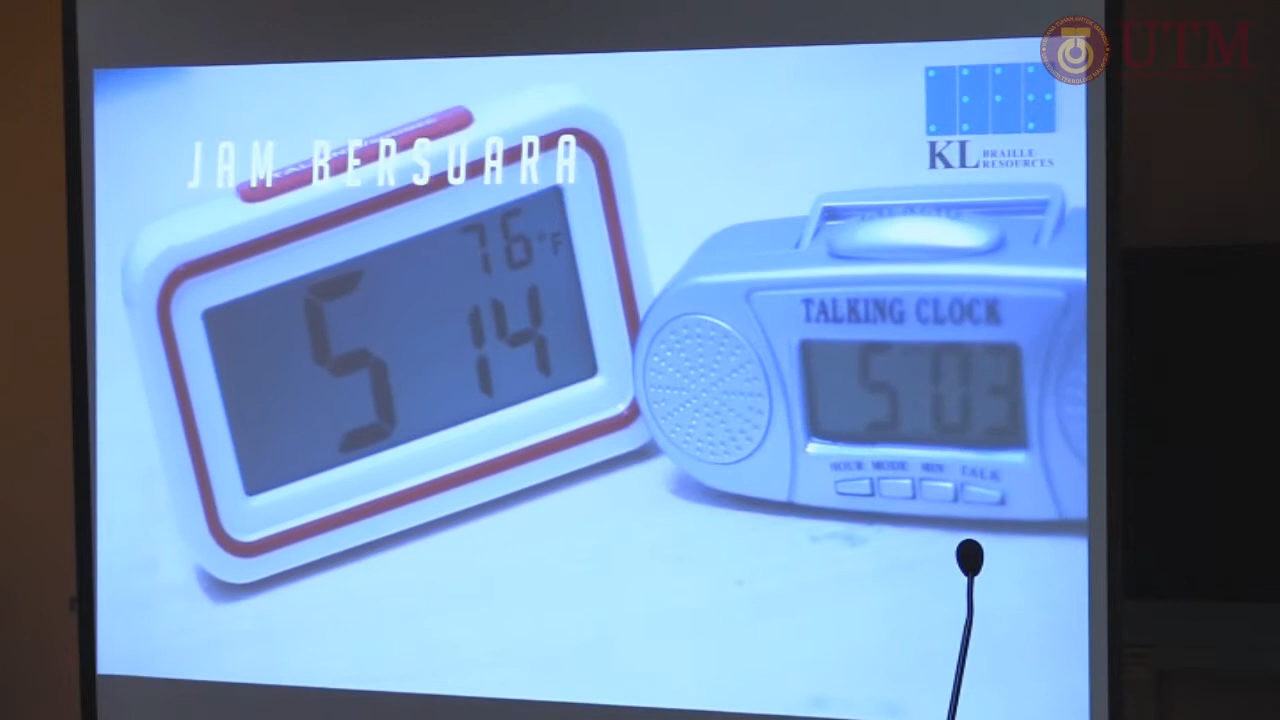 UTM
JAM BERSUARA
KL BRAILLE
RESOURCES
76°F
5 14
TALKING CLOCK
5 03
HOUR MODE MIN TALK